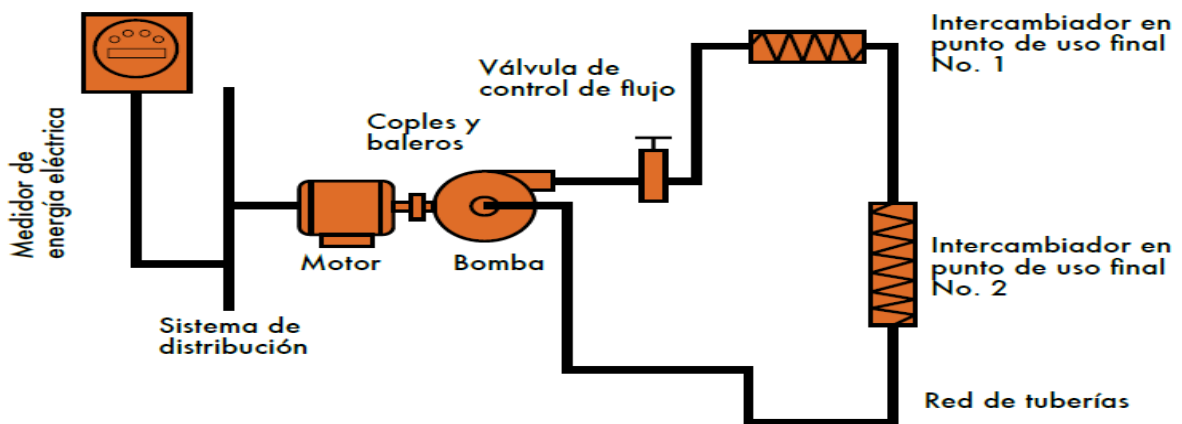 Medidor de
energía eléctrica
Sistema de
distribución
Motor
Coples y
baleros
Bomba
Válvula de
control de flujo
Intercambiador en
punto de uso final
No. 1
Intercambiador en
punto de uso final
No. 2
Red de tuberías